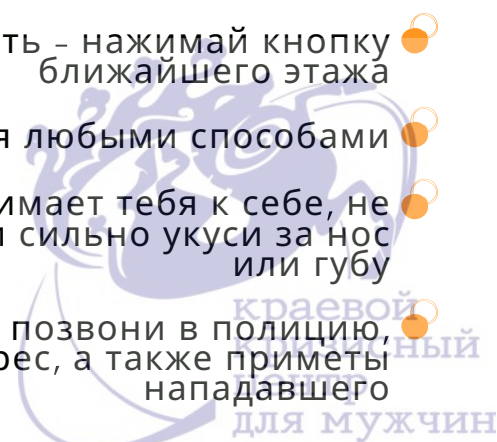 ть – нажимай кнопку
ближайшего этажа
я любыми способами
имает тебя к себе, не
и сильно укуси за нос
или губу
позвони в полицию,
рес, а также приметы
нападавшего
краевой
кризисный
центр
для мужчин